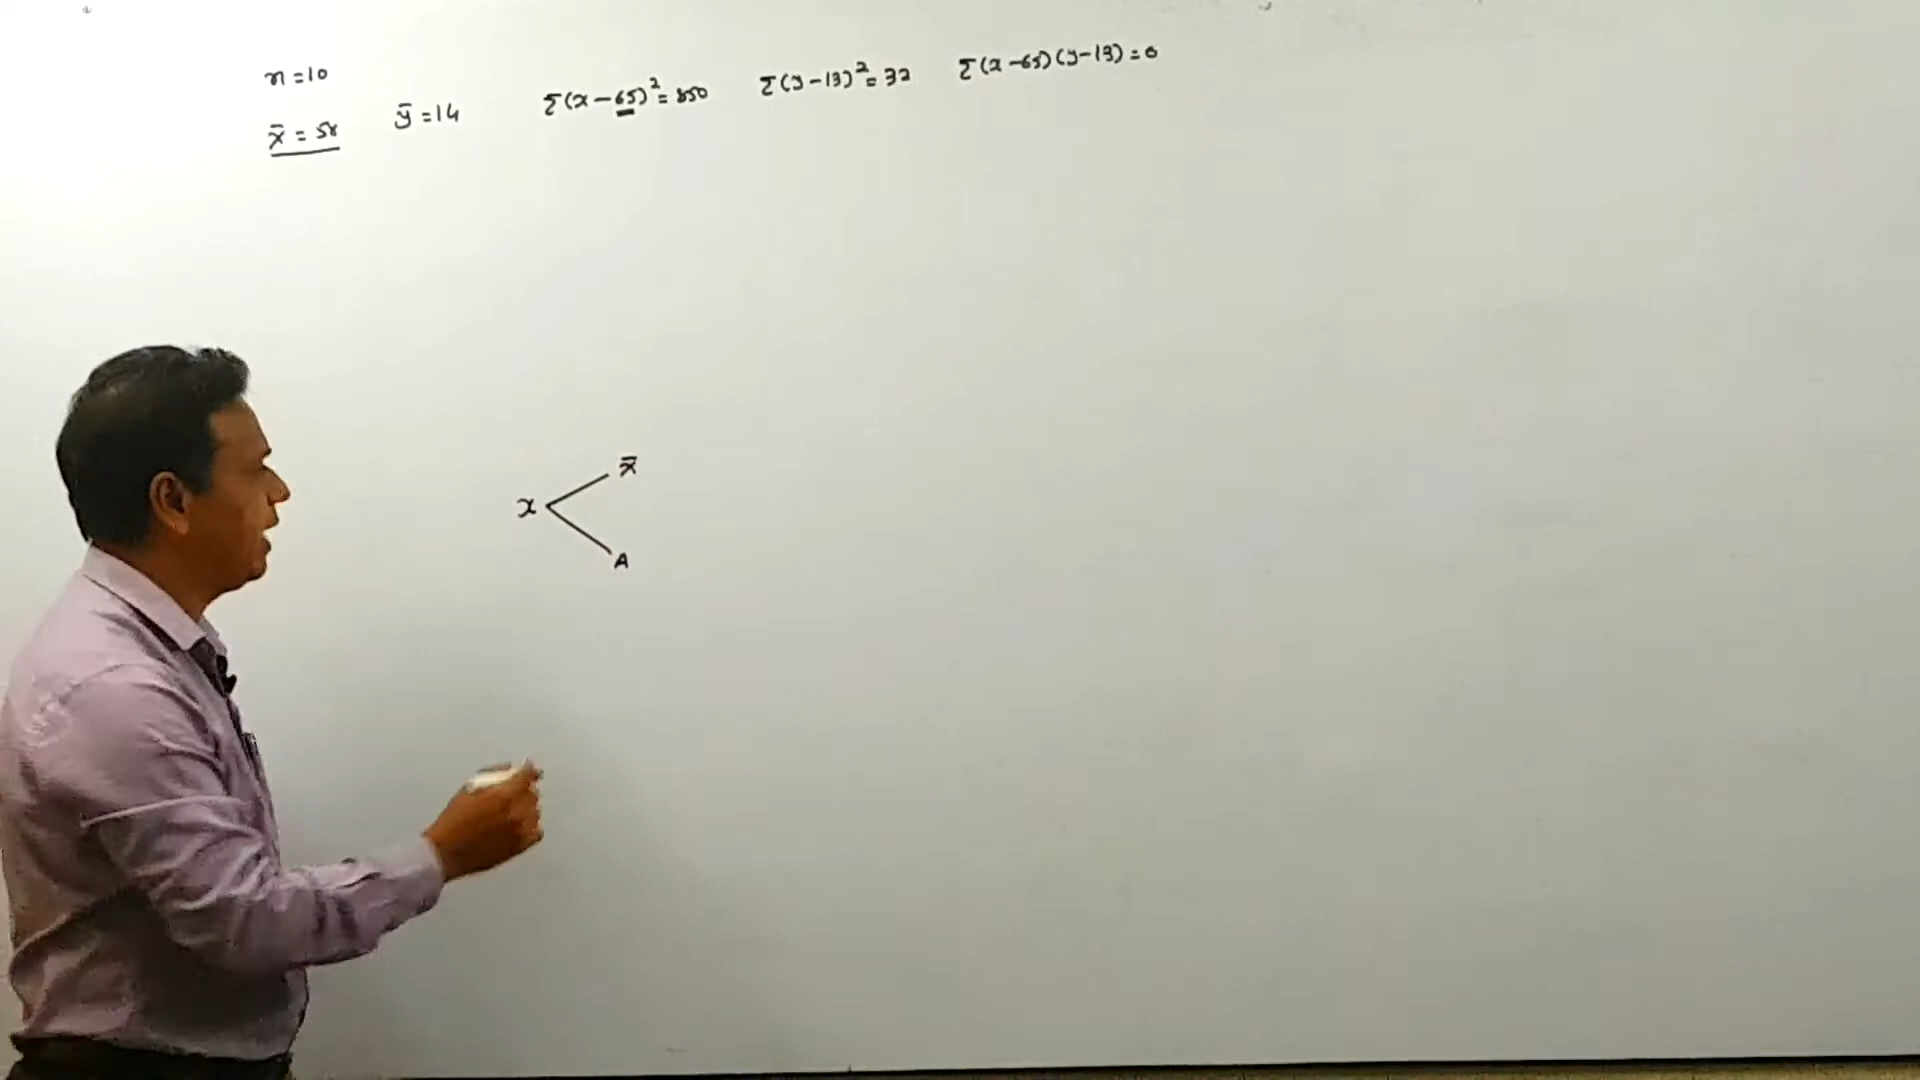 n=10
x̄ = 58 ȳ =14 Σ(x-65)²= 850 Σ(y-13)²= 32 Σ(x-65)(y-13)=0
x x̄
A